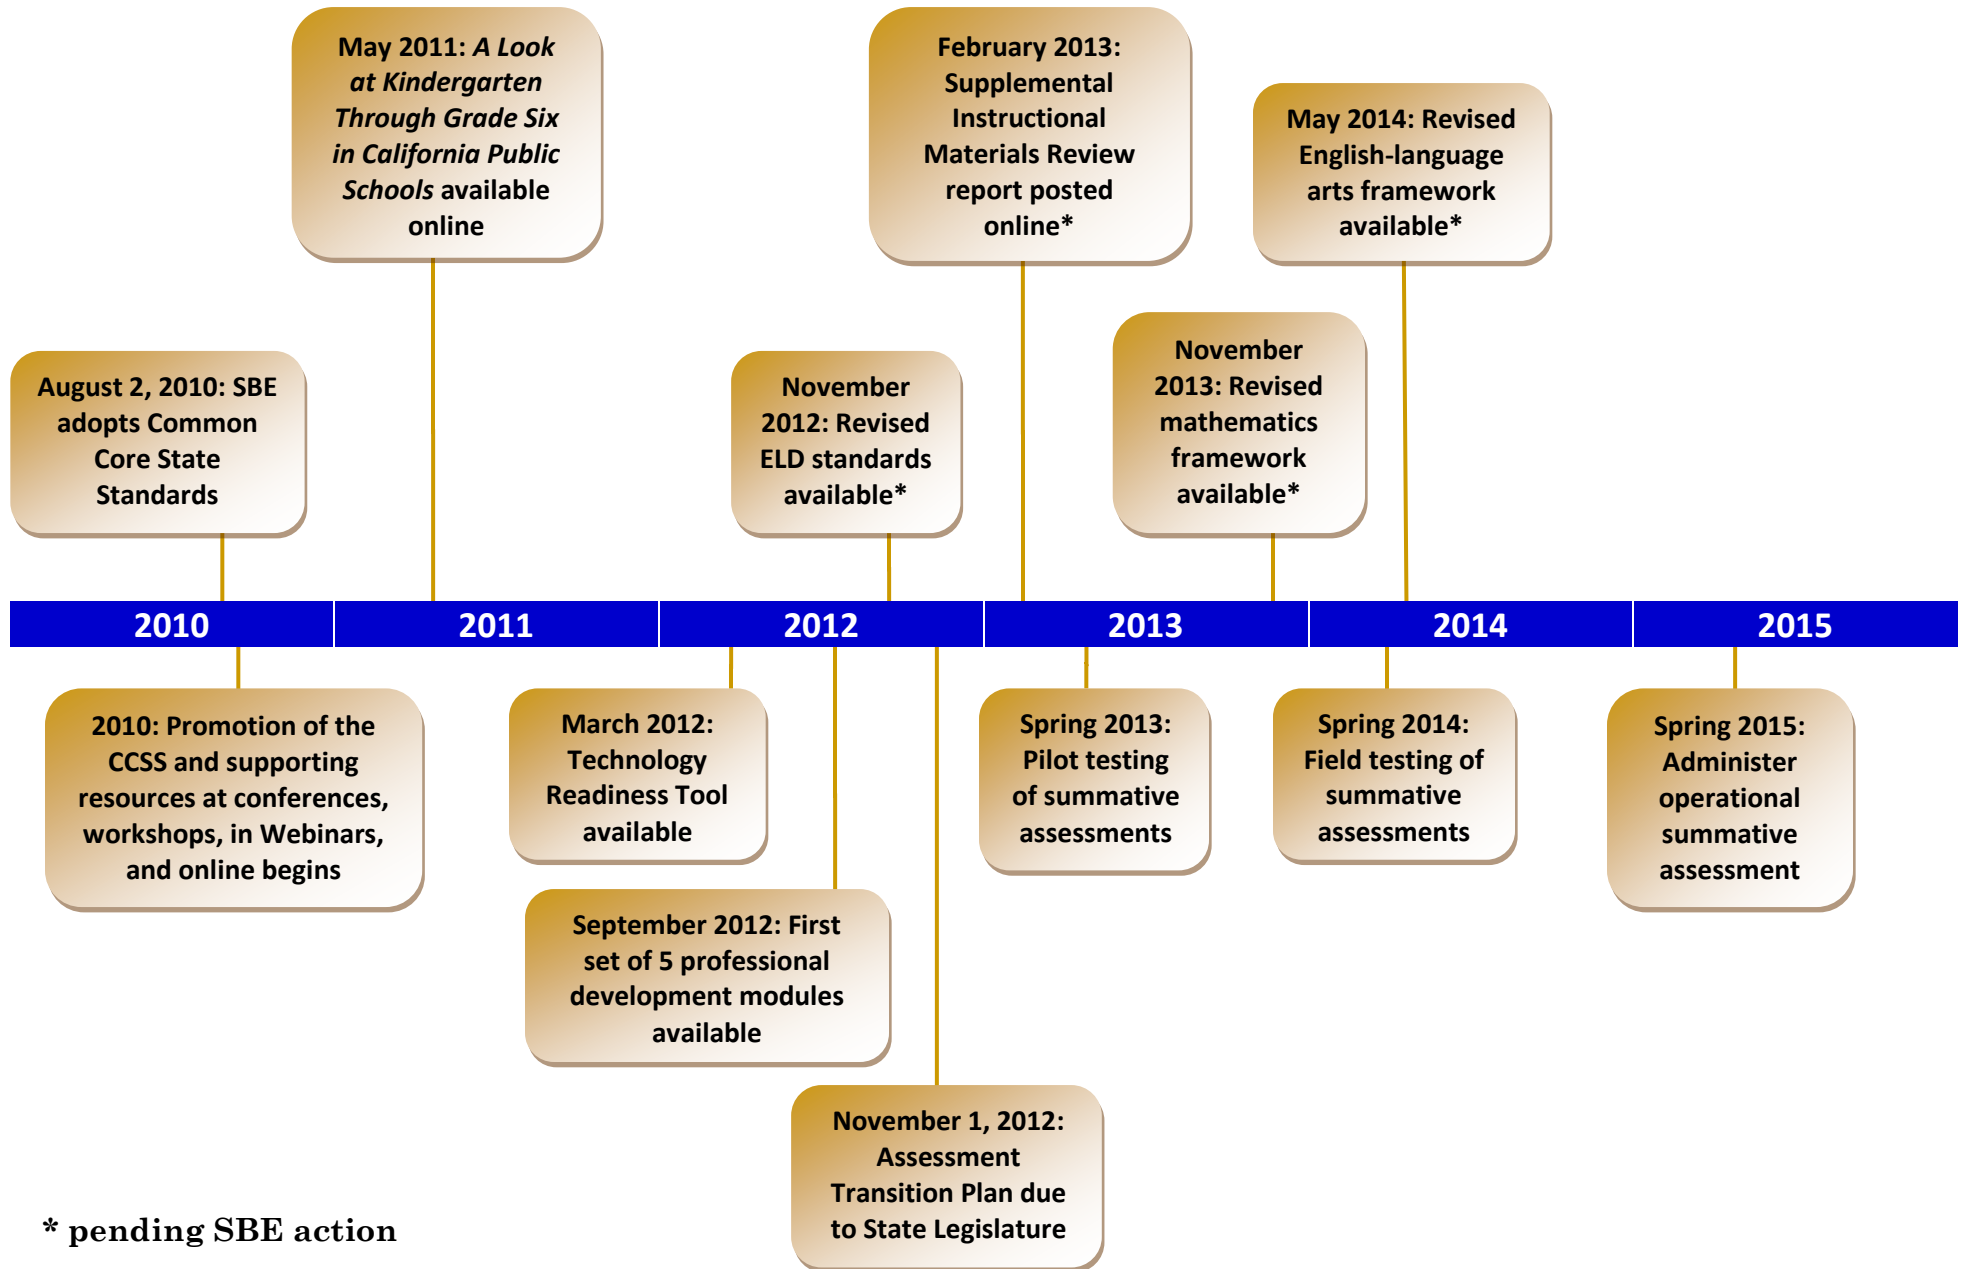 May 2011: A Look
at Kindergarten
Through Grade Six
in California Public
Schools available
online
February 2013:
Supplemental
Instructional
Materials Review
report posted
online*
May 2014: Revised
English-language
arts framework
available*
August 2, 2010: SBE
adopts Common
Core State
Standards
November
2012: Revised
ELD standards
available*
November
2013: Revised
mathematics
framework
available*
2010
2011
2012
2013
2014
2015
2010: Promotion of the
CCSS and supporting
resources at conferences,
workshops, in Webinars,
and online begins
March 2012:
Technology
Readiness Tool
available
Spring 2013:
Pilot testing
of summative
assessments
Spring 2014:
Field testing of
summative
assessments
Spring 2015:
Administer
operational
summative
assessment
September 2012: First
set of 5 professional
development modules
available
November 1, 2012:
Assessment
Transition Plan due
to State Legislature
* pending SBE action